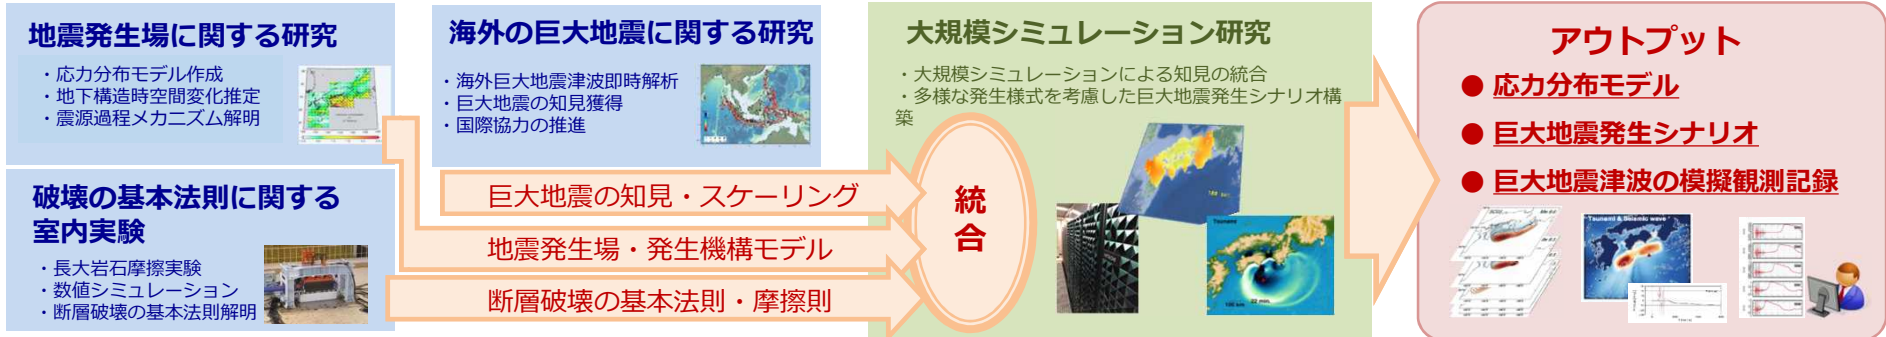 地震発生場に関する研究
・応力分布モデル作成
・地下構造時空間変化推定
・震源過程メカニズム解明
海外の巨大地震に関する研究
・海外巨大地震津波即時解析
・巨大地震の知見獲得
・国際協力の推進
破壊の基本法則に関する
室内実験
・長大岩石摩擦実験
・数値シミュレーション
・断層破壊の基本法則解明
巨大地震の知見・スケーリング
地震発生場・発生機構モデル
断層破壊の基本法則・摩擦則
統
合
大規模シミュレーション研究
・大規模シミュレーションによる知見の統合
・多様な発生様式を考慮した巨大地震発生シナリオ構
築
Tsunami
100 km
22 min.
アウトプット
● 応力分布モデル
● 巨大地震発生シナリオ
● 巨大地震津波の模擬観測記録
Tsunami & Seismic wave